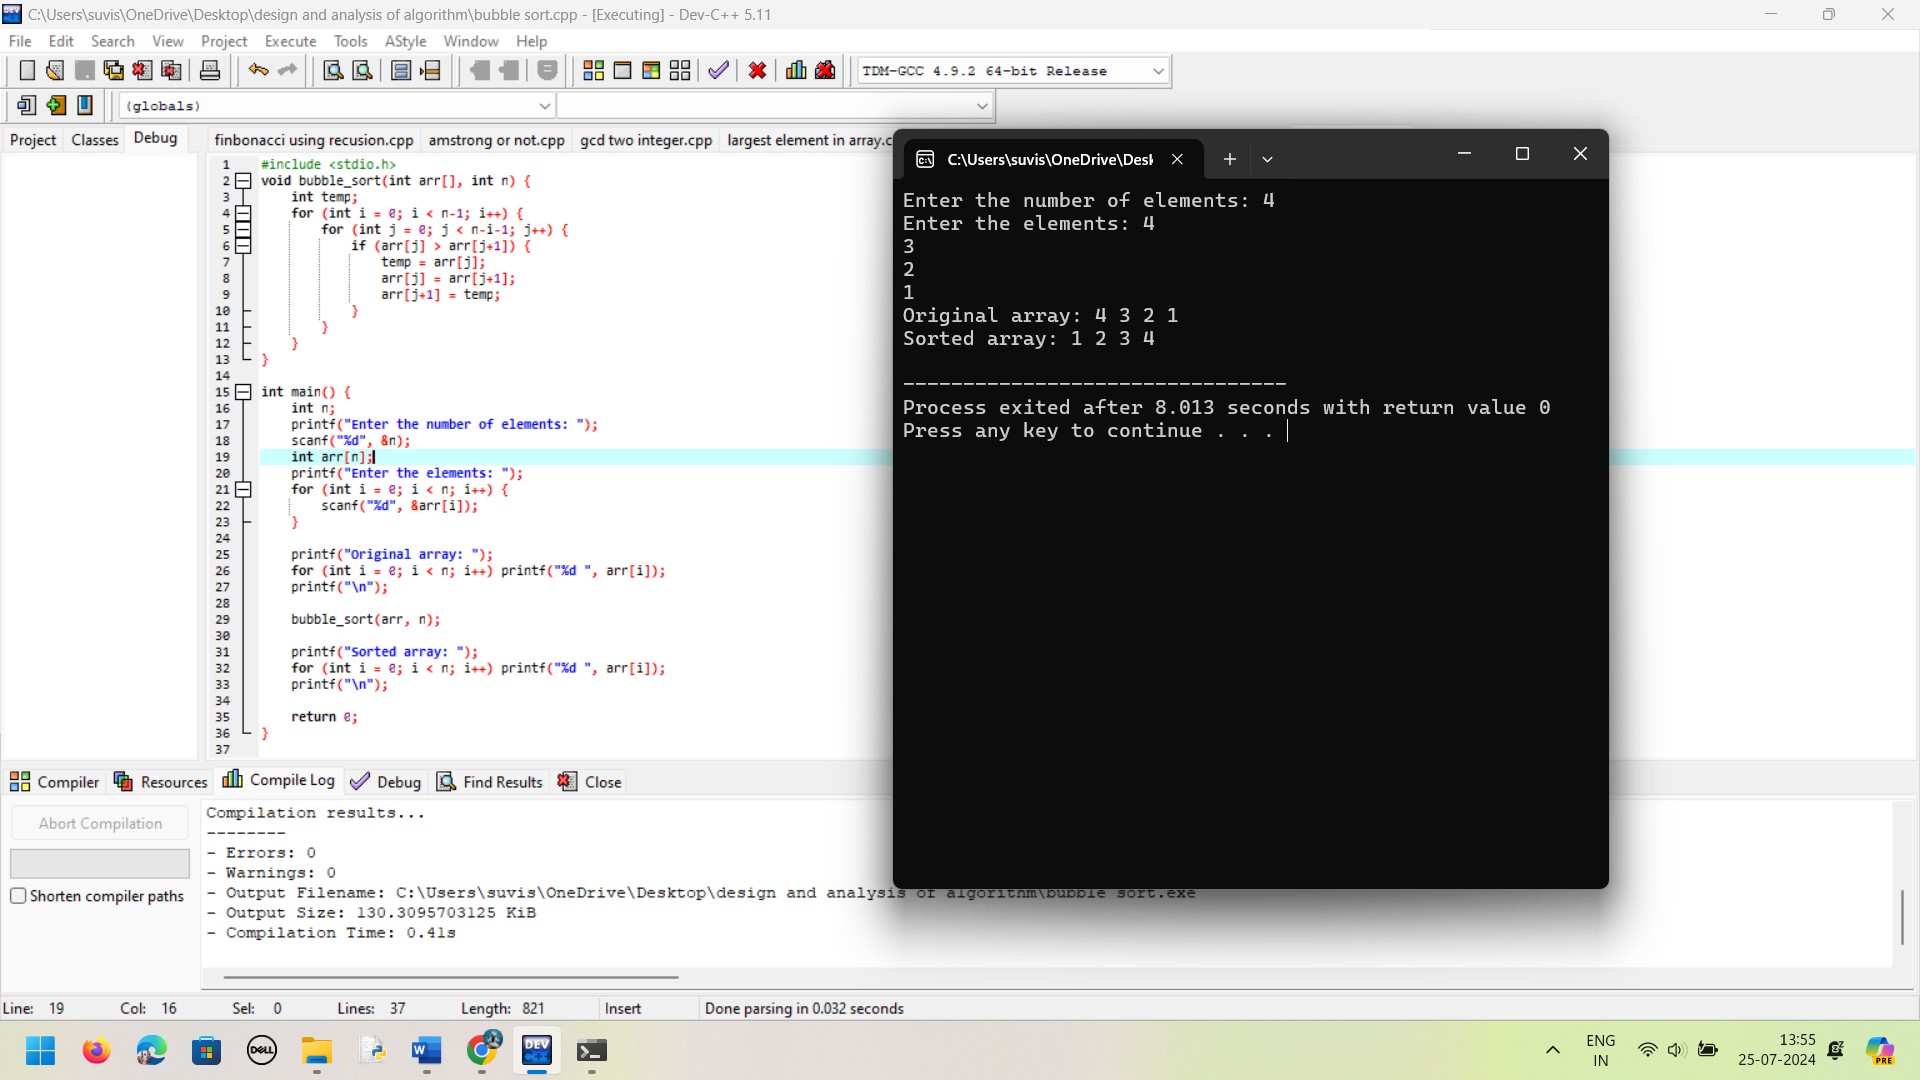 C:\Users\suvis\OneDrive\Desktop\design and analysis of algorithm\bubble sort.cpp - [Executing] - Dev-C++ 5.11
File Edit Search View Project Execute Tools AStyle Window Help
TDM-GCC 4.9.2 64-bit Release
(globals)
Project Classes Debug
finbonacci using recusion.cpp amstrong or not.cpp gcd two integer.cpp largest element in array.c
1 #include <stdio.h>
2 void bubble_sort(int arr[], int n) {
3 int temp;
4 for (int i = 0; i < n-1; i++) {
5 for (int j = 0; j < n-i-1; j++) {
6 if (arr[j] > arr[j+1]) {
7 temp = arr[j];
8 arr[j] = arr[j+1];
9 arr[j+1] = temp;
10 }
11 }
12 }
13 }
14
15 int main() {
16 int n;
17 printf("Enter the number of elements: ");
18 scanf("%d", &n);
19 int arr[n];
20 printf("Enter the elements: ");
21 for (int i = 0; i < n; i++) {
22 scanf("%d", &arr[i]);
23 }
24
25 printf("Original array: ");
26 for (int i = 0; i < n; i++) printf("%d ", arr[i]);
27 printf("\n");
28
29 bubble_sort(arr, n);
30
31 printf("Sorted array: ");
32 for (int i = 0; i < n; i++) printf("%d ", arr[i]);
33 printf("\n");
34
35 return 0;
36 }
37
C:\Users\suvis\OneDrive\Desk
Enter the number of elements: 4
Enter the elements: 4
3
2
1
Original array: 4 3 2 1
Sorted array: 1 2 3 4
--------------------------------
Process exited after 8.013 seconds with return value 0
Press any key to continue . . .
Compiler Resources Compile Log Debug Find Results Close
Abort Compilation
Shorten compiler paths
Compilation results...
--------
- Errors: 0
- Warnings: 0
- Output Filename: C:\Users\suvis\OneDrive\Desktop\design and analysis of algorithm\bubble sort.exe
- Output Size: 130.3095703125 KiB
- Compilation Time: 0.41s
Line: 19 Col: 16 Sel: 0 Lines: 37 Length: 821 Insert Done parsing in 0.032 seconds
DELL
DEV C++
ENG
IN
13:55
25-07-2024
PRE